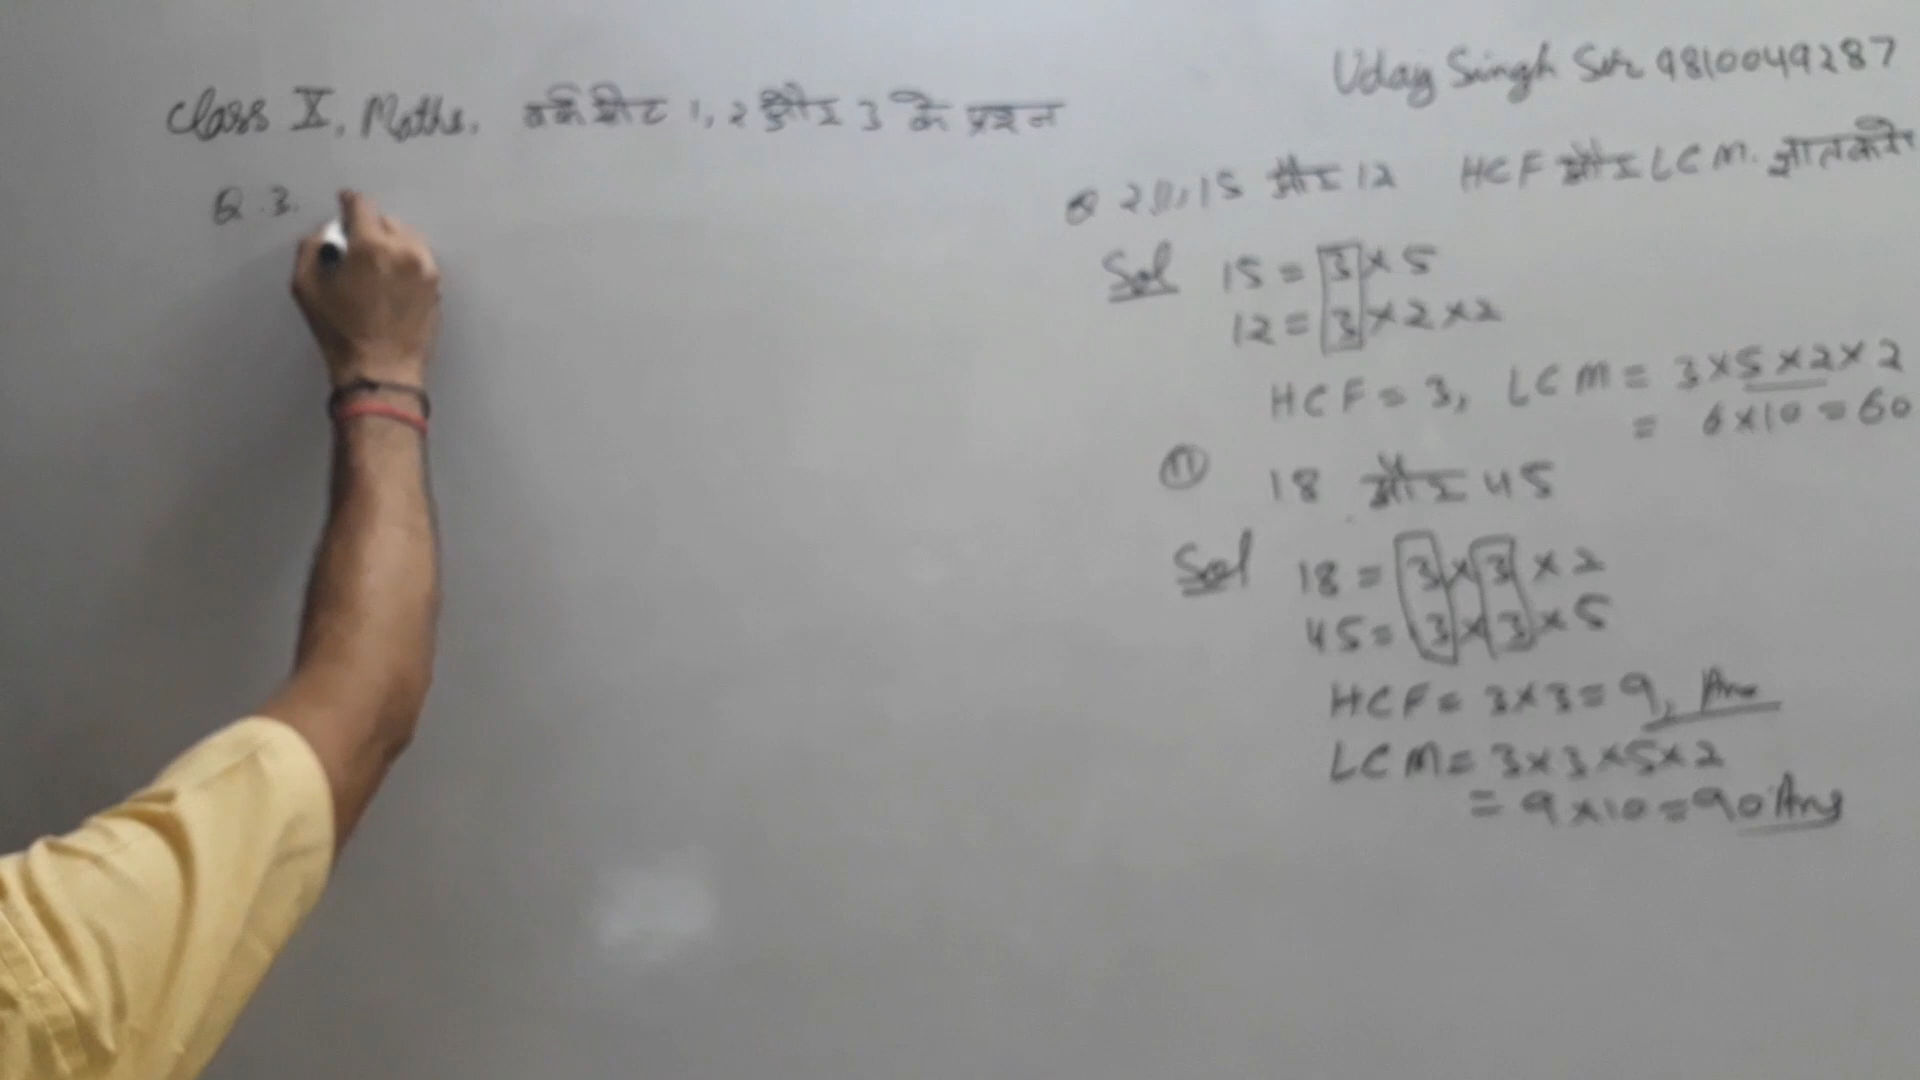 Class X, Maths, वर्कशीट 1, 2 और 3 के प्रश्न
Q.3.
Uday Singh Sir 9810049287
Q 2 (i), 15 और 12 HCF और LCM. ज्ञात करो
Sol 15 = 3 × 5
12 = 3 × 2 × 2
HCF = 3, LCM = 3 × 5 × 2 × 2
= 6 × 10 = 60
(ii) 18 और 45
Sol 18 = 3 × 3 × 2
45 = 3 × 3 × 5
HCF = 3 × 3 = 9, Ans
LCM = 3 × 3 × 5 × 2
= 9 × 10 = 90 Ans